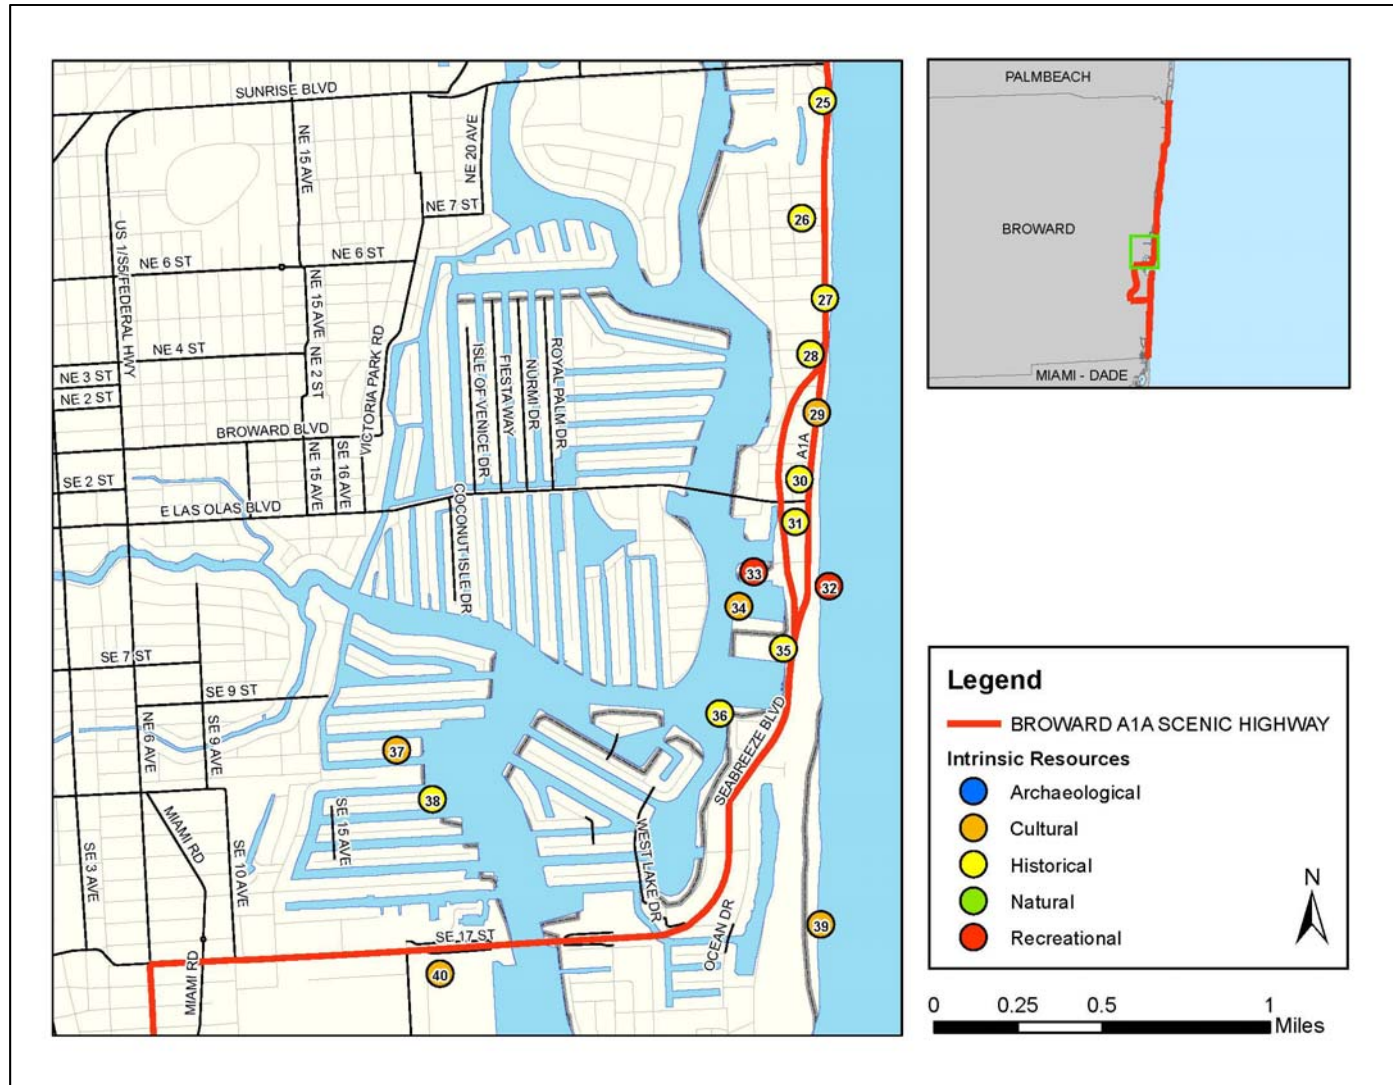 SUNRISE BLVD
25
NE 15 AVE
NE 20 AVE
NE 7 ST
26
US 1/S5/FEDERAL HWY
NE 6 ST
NE 6 ST
NE 15 AVE
27
VICTORIA PARK RD
NE 4 ST
NE 2 ST
ISLE OF VENICE DR
FIESTA WAY
NURMI DR
ROYAL PALM DR
28
NE 3 ST
NE 2 ST
29
A1A
BROWARD BLVD
NE 15 AVE
SE 16 AVE
SE 2 ST
30
E LAS OLAS BLVD
COCONUT ISLE DR
31
33
32
34
SE 7 ST
35
SE 9 ST
NE 6 AVE
SE 9 AVE
36
SEABREEZE BLVD
37
38
SE 15 AVE
MIAMI RD
SE 3 AVE
SE 10 AVE
WEST LAKE DR
OCEAN DR
39
SE 17 ST
40
MIAMI RD
PALMBEACH
BROWARD
MIAMI - DADE
Legend
BROWARD A1A SCENIC HIGHWAY
Intrinsic Resources
Archaeological
Cultural
Historical
Natural
Recreational
N
0 0.25 0.5 1
Miles